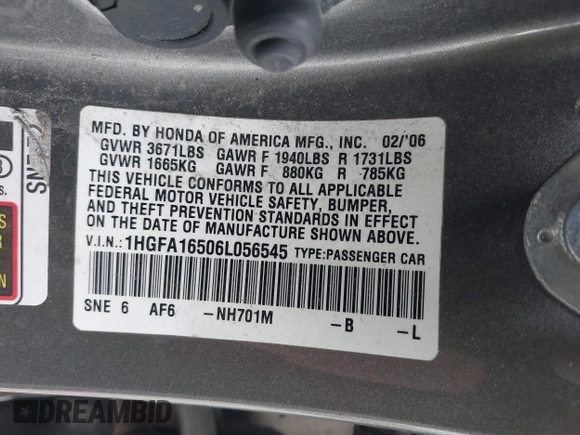 MFD. BY HONDA OF AMERICA MFG., INC. 02/'06
GVWR 3671LBS GAWR F 1940LBS R 1731LBS
GVWR 1665KG GAWR F 880KG R 785KG
THIS VEHICLE CONFORMS TO ALL APPLICABLE
FEDERAL MOTOR VEHICLE SAFETY, BUMPER,
AND THEFT PREVENTION STANDARDS IN EFFECT
ON THE DATE OF MANUFACTURE SHOWN ABOVE.
V.I.N.: 1HGFA16506L056545 TYPE:PASSENGER CAR
SNE 6 AF6 -NH701M -B -L
SNE
DREAMBID